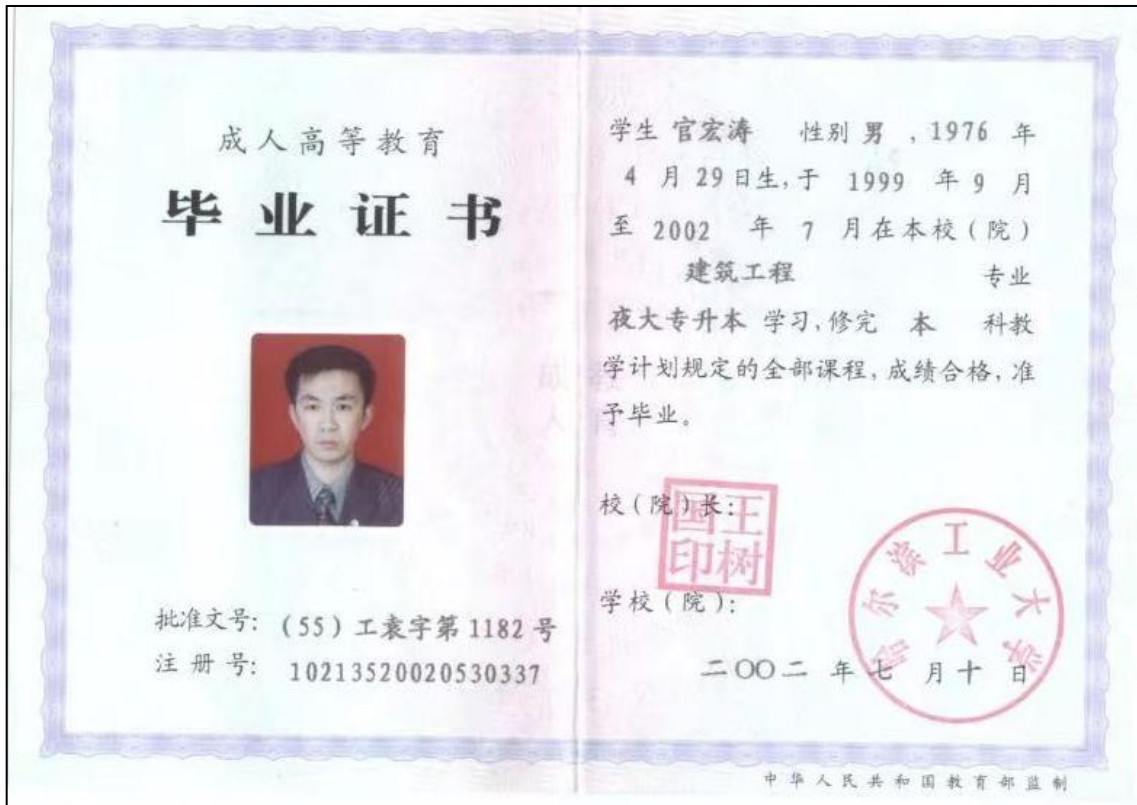 成人高等教育
毕业证书
批准文号: (55)工袁字第1182号
注册号: 10213520020530337
学生 官宏涛 性别 男 , 1976 年
4 月 29 日生,于 1999 年 9 月
至 2002 年 7 月在本校(院)
建筑工程 专业
夜大专升本 学习,修完 本 科教
学计划规定的全部课程,成绩合格,准
予毕业。
校(院)长:
王树国印
学校(院):
哈尔滨工业大学
二〇〇二 年 七 月 十 日
中华人民共和国教育部监制